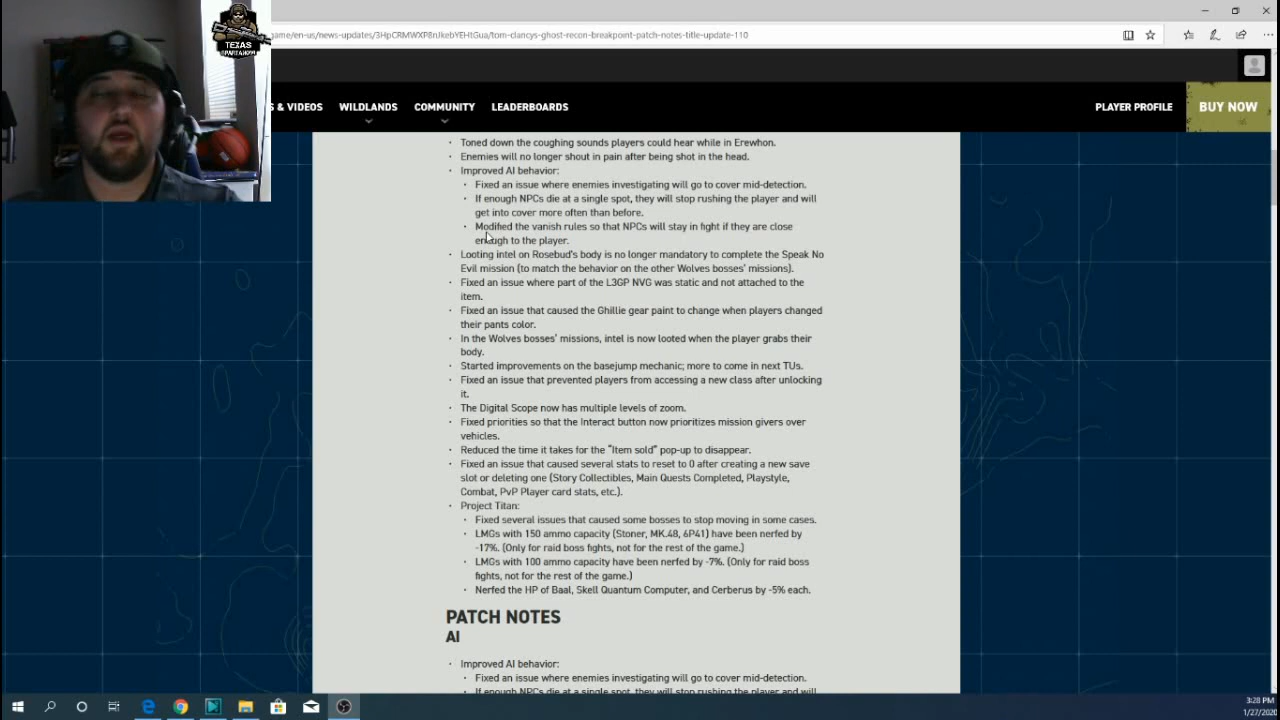 TEXAS
SPARTANOM
game/en-us/news-updates/3HpCRMWXP8nJkebYEHtGua/tom-clancys-ghost-recon-breakpoint-patch-notes-title-update-110
S & VIDEOS WILDLANDS COMMUNITY LEADERBOARDS PLAYER PROFILE BUY NOW
• Toned down the coughing sounds players could hear while in Erewhon.
• Enemies will no longer shout in pain after being shot in the head.
• Improved AI behavior:
• Fixed an issue where enemies investigating will go to cover mid-detection.
• If enough NPCs die at a single spot, they will stop rushing the player and will
get into cover more often than before.
• Modified the vanish rules so that NPCs will stay in fight if they are close
enough to the player.
• Looting intel on Rosebud's body is no longer mandatory to complete the Speak No
Evil mission (to match the behavior on the other Wolves bosses' missions).
• Fixed an issue where part of the L3GP NVG was static and not attached to the
item.
• Fixed an issue that caused the Ghillie gear paint to change when players changed
their pants color.
• In the Wolves bosses' missions, intel is now looted when the player grabs their
body.
• Started improvements on the basejump mechanic; more to come in next TUs.
• Fixed an issue that prevented players from accessing a new class after unlocking
it.
• The Digital Scope now has multiple levels of zoom.
• Fixed priorities so that the Interact button now prioritizes mission givers over
vehicles.
• Reduced the time it takes for the "Item sold" pop-up to disappear.
• Fixed an issue that caused several stats to reset to 0 after creating a new save
slot or deleting one (Story Collectibles, Main Quests Completed, Playstyle,
Combat, PvP Player card stats, etc.).
• Project Titan:
• Fixed several issues that caused some bosses to stop moving in some cases.
• LMGs with 150 ammo capacity (Stoner, MK.48, 6P41) have been nerfed by
-17%. (Only for raid boss fights, not for the rest of the game.)
• LMGs with 100 ammo capacity have been nerfed by -7%. (Only for raid boss
fights, not for the rest of the game.)
• Nerfed the HP of Baal, Skell Quantum Computer, and Cerberus by -5% each.
PATCH NOTES
AI
• Improved AI behavior:
• Fixed an issue where enemies investigating will go to cover mid-detection.
• If enough NPCs die at a single spot, they will stop rushing the player and will
3:28 PM
1/27/2020